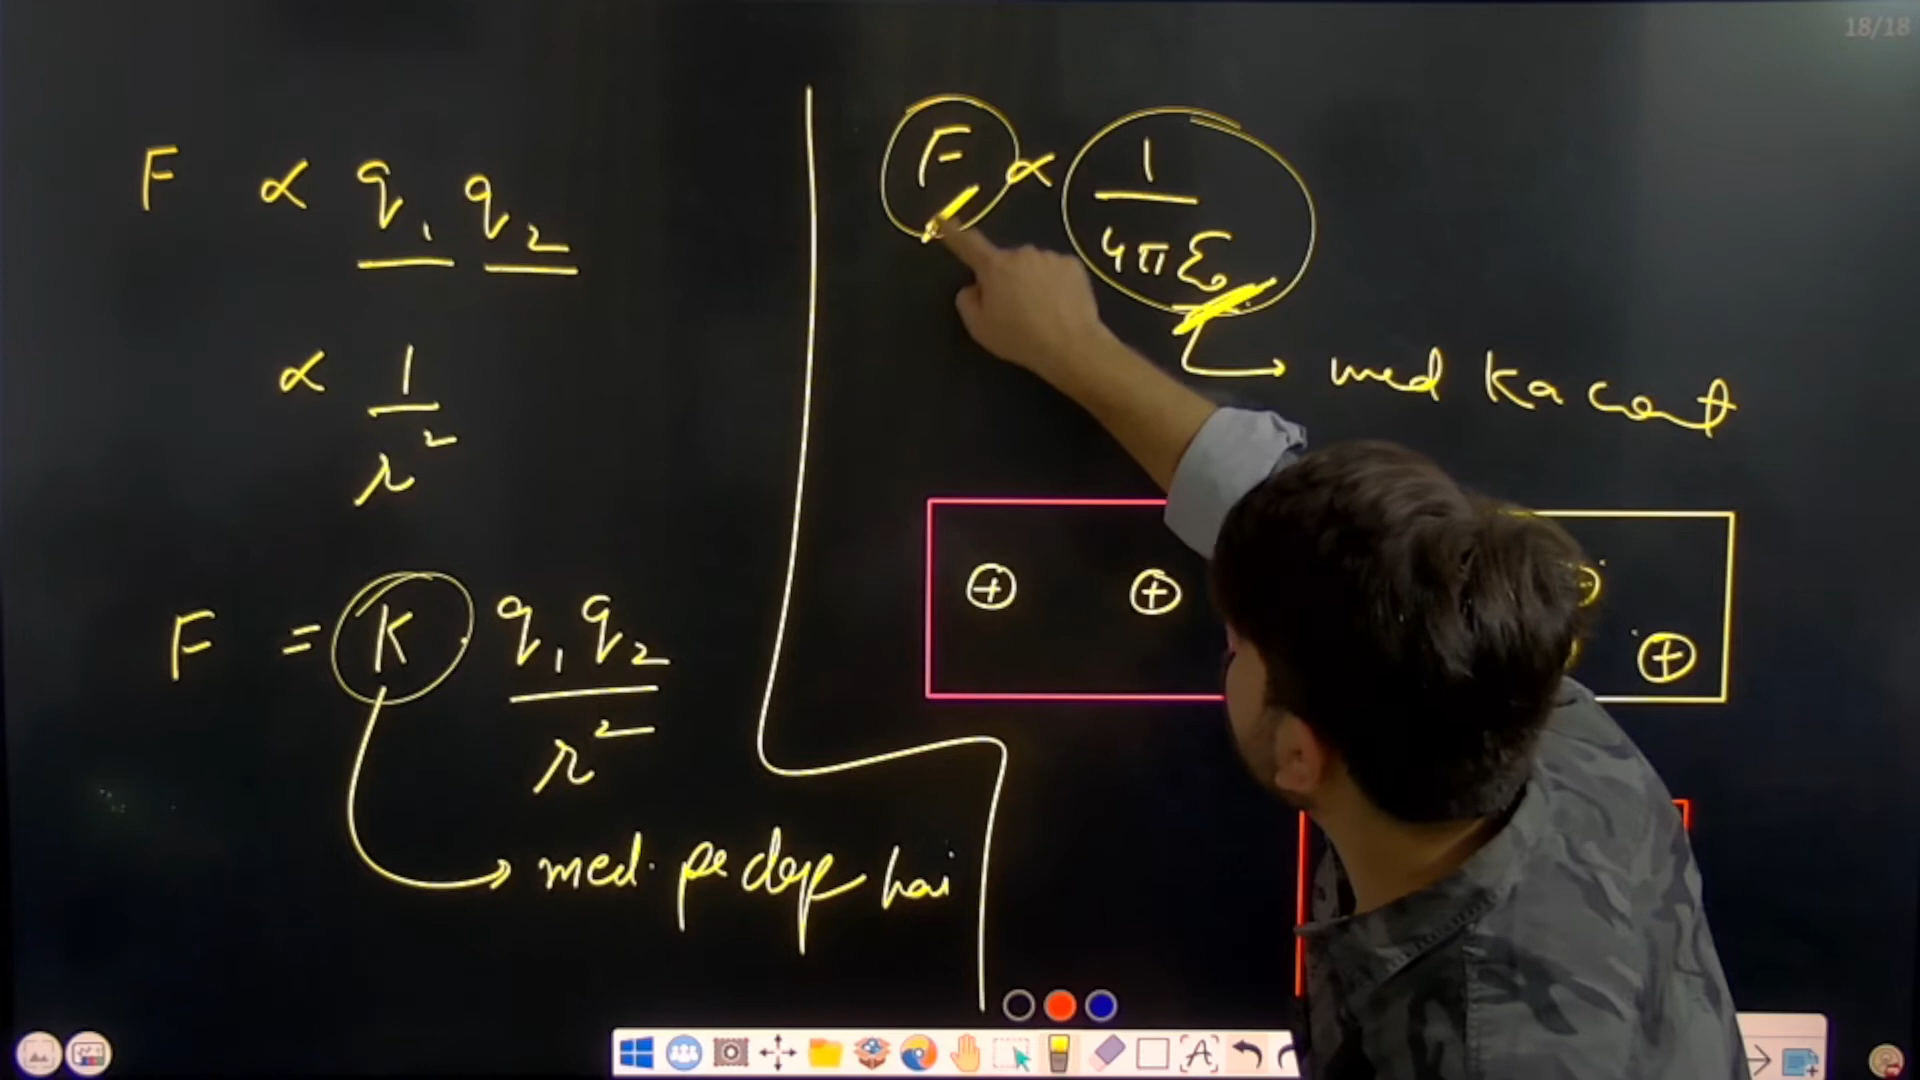 18/18
F ∝ q₁ q₂
∝ 1/r²
F = K q₁q₂/r²
med. pe dep hai
F ∝ 1/4πε₀
med ka const
+ +
+
A